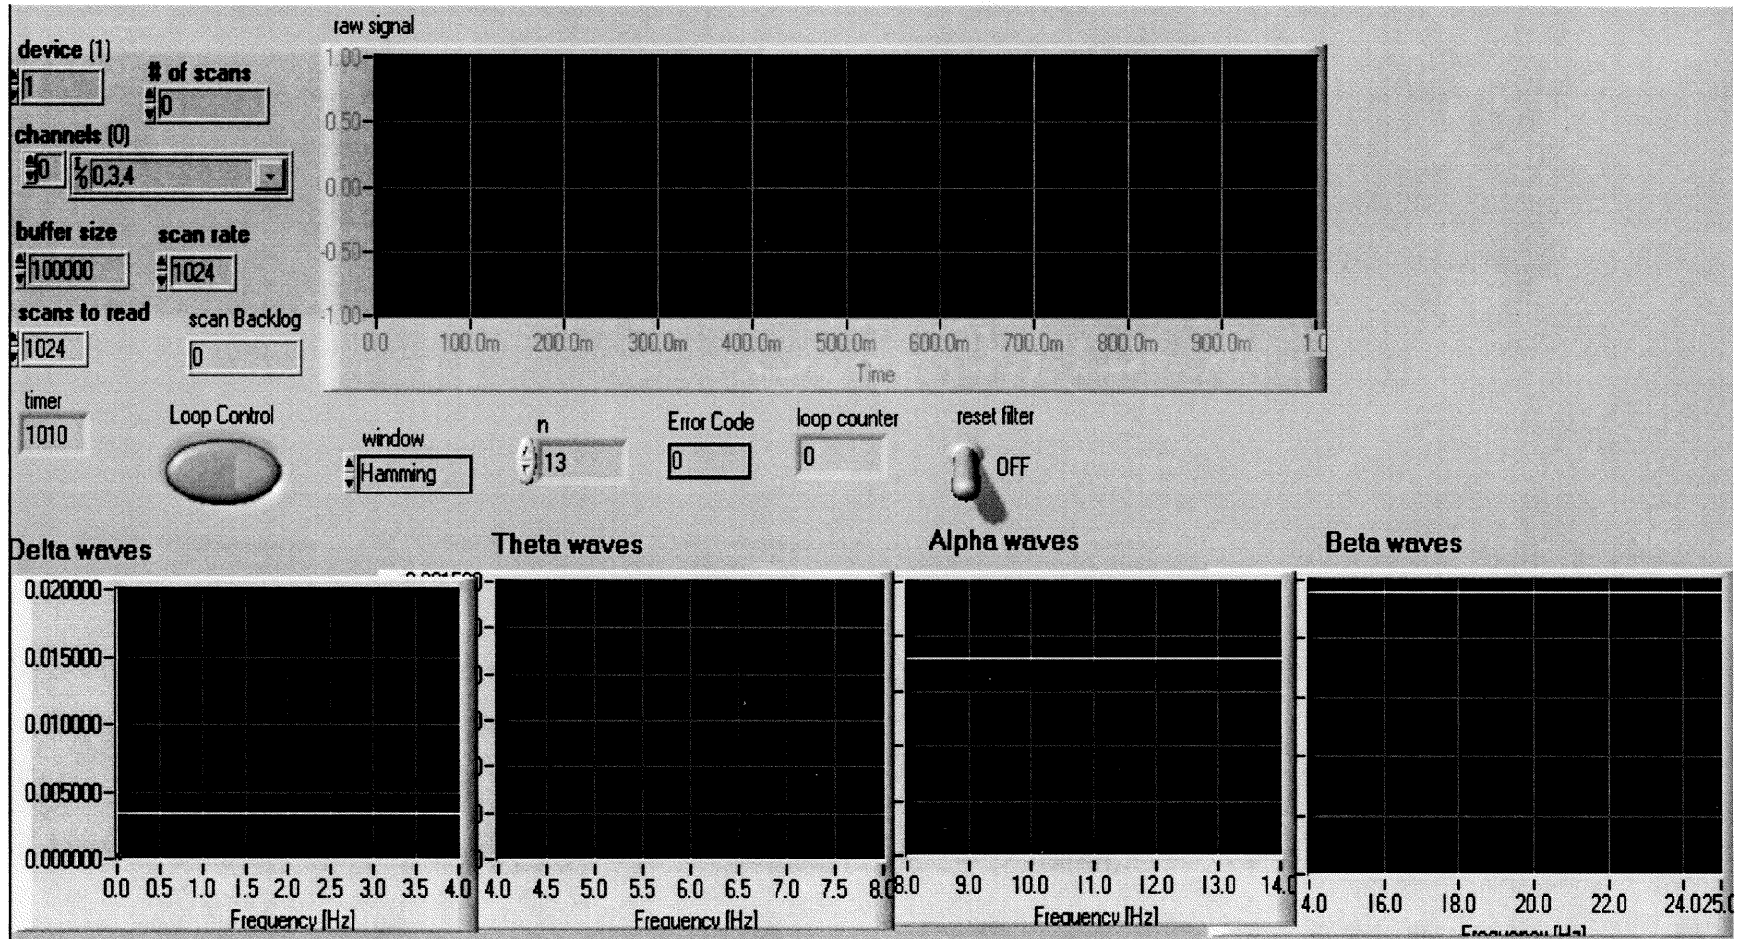 raw signal
device (1)
1
# of scans
0
channels (0)
0
0,3,4
buffer size
100000
scan rate
1024
scans to read
1024
scan Backlog
0
timer
1010
1.00
0.50
0.00
-0.50
-1.00
0.0 100.0m 200.0m 300.0m 400.0m 500.0m 600.0m 700.0m 800.0m 900.0m
Time
Loop Control
window
Hamming
n
13
Error Code
0
loop counter
0
reset filter
OFF
Delta waves
0.020000
0.015000
0.010000
0.005000
0.000000
0.0 0.5 1.0 1.5 2.0 2.5 3.0 3.5 4.0
Frequency [Hz]
Theta waves
4.0 4.5 5.0 5.5 6.0 6.5 7.0 7.5 8.0
Frequency [Hz]
Alpha waves
8.0 9.0 10.0 11.0 12.0 13.0 14.0
Frequency [Hz]
Beta waves
4.0 16.0 18.0 20.0 22.0 24.0 25.0
Frequency [Hz]